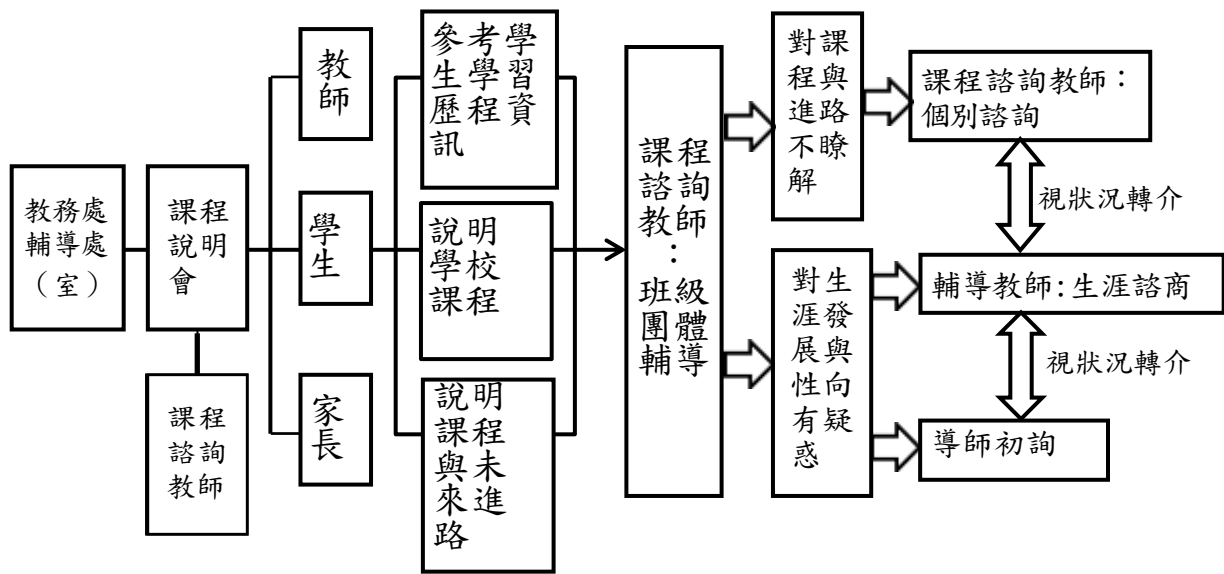 教務處
輔導處
（室）
課程
說明
會
課程
諮詢
教師
教師
學生
家長
參考學
生學習
歷程資
訊
說明
學校
課程
說明
課程
與未
來進
路
課程
諮詢
教師
：
班級
團體
輔導
對課
程與
進路
不瞭
解
對生
涯發
展與
性向
有疑
惑
課程諮詢教師：
個別諮詢
視狀況轉介
輔導教師:生涯諮商
視狀況轉介
導師初詢